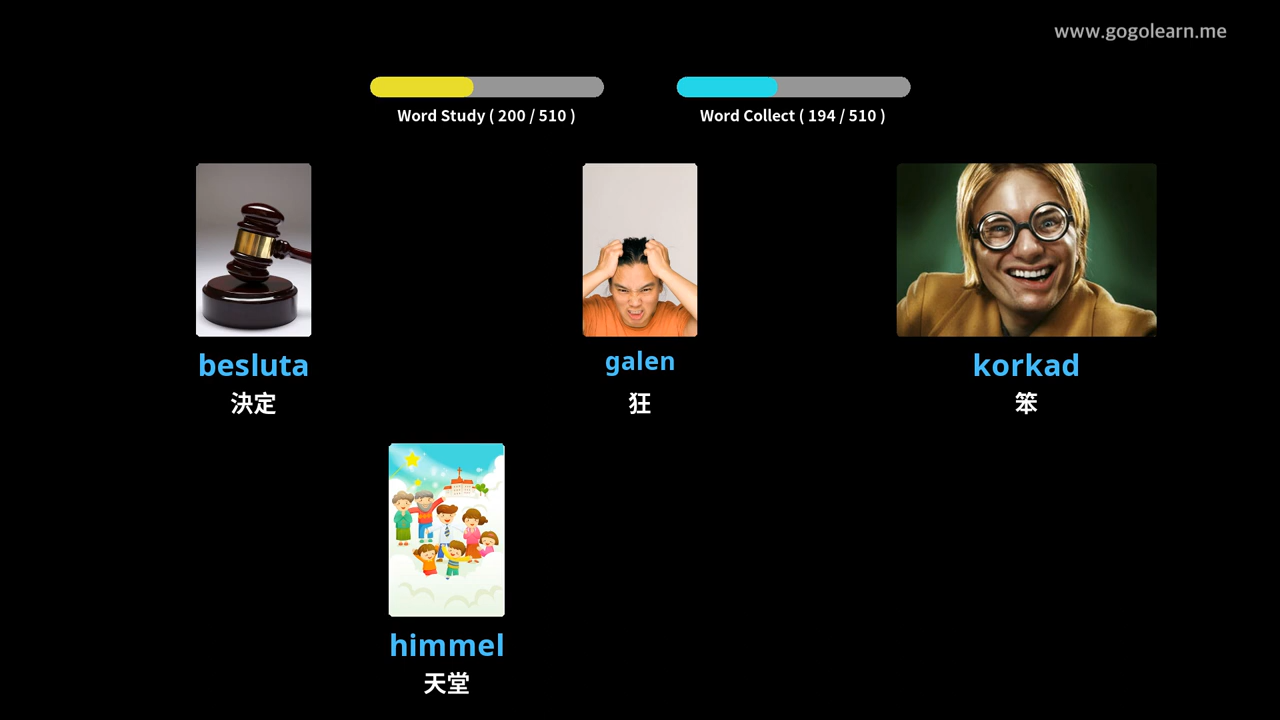 www.gogolearn.me
Word Study ( 200 / 510 )
Word Collect ( 194 / 510 )
besluta
決定
galen
狂
korkad
笨
himmel
天堂